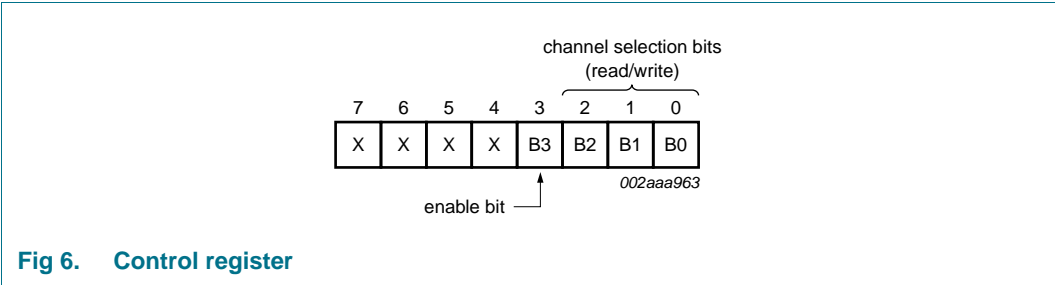 channel selection bits
(read/write)
7 6 5 4 3 2 1 0
X X X X B3 B2 B1 B0
002aaa963
enable bit
Fig 6. Control register